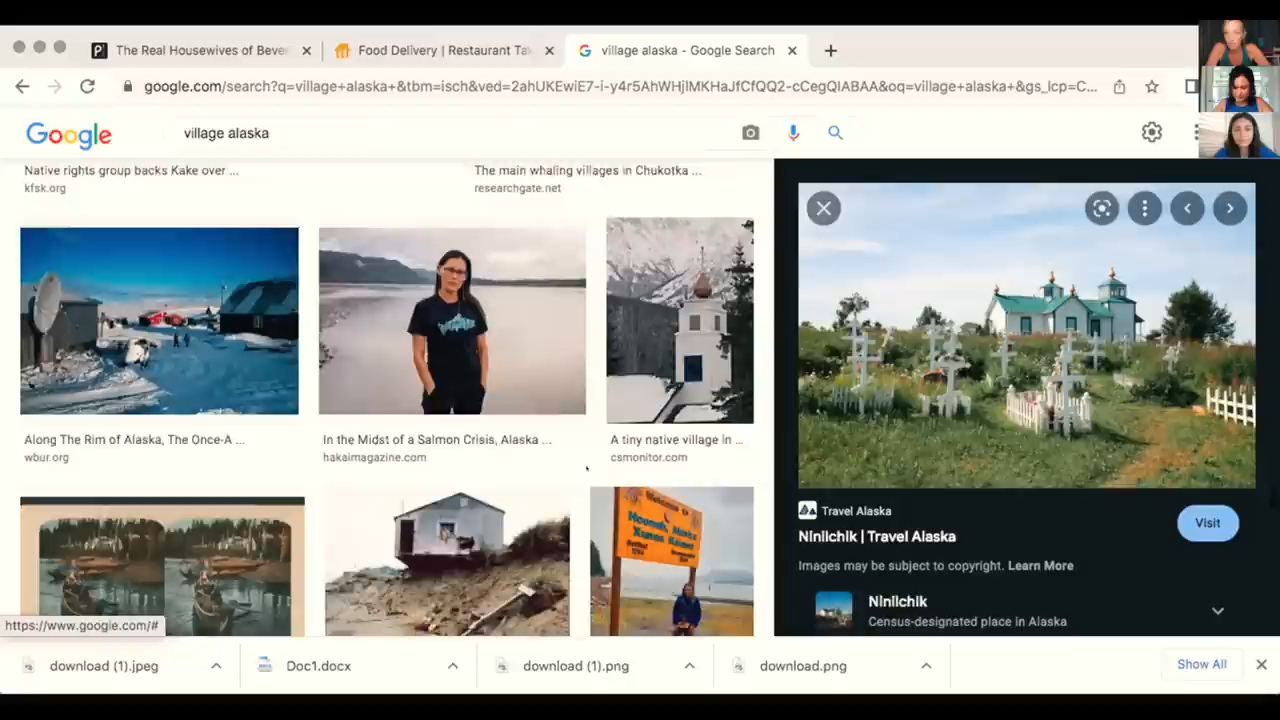 The Real Housewives of Beve
Food Delivery | Restaurant Tak
village alaska - Google Search
google.com/search?q=village+alaska+&tbm=isch&ved=2ahUKEwiE7-i-y4r5AhWHjlMKHaJfCfQQ2-cCegQIABAA&oq=village+alaska+&gs_lcp=C...
Google
village alaska
Native rights group backs Kake over ...
kfsk.org
The main whaling villages in Chukotka ...
researchgate.net
Along The Rim of Alaska, The Once-A ...
wbur.org
In the Midst of a Salmon Crisis, Alaska ...
hakaimagazine.com
A tiny native village in ...
csmonitor.com
Welcome to
Hoonah, Alaska
Travel Alaska
Visit
Ninilchik | Travel Alaska
Images may be subject to copyright. Learn More
Ninilchik
Census-designated place in Alaska
https://www.google.com/#
download (1).jpeg
Doc1.docx
download (1).png
download.png
Show All